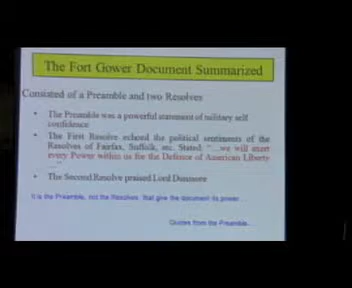 The Fort Gower Document Summarized
Consisted of a Preamble and two Resolves
• The Preamble was a powerful statement of military self
confidence
• The First Resolve echoed the political sentiments of the
Resolves of Fairfax, Suffolk, etc. Stated: "...we will exert
every Power within us for the Defence of American Liberty
..."
• The Second Resolve praised Lord Dunmore
It is the Preamble, not the Resolves, that give the document its power...
Quotes from the Preamble...